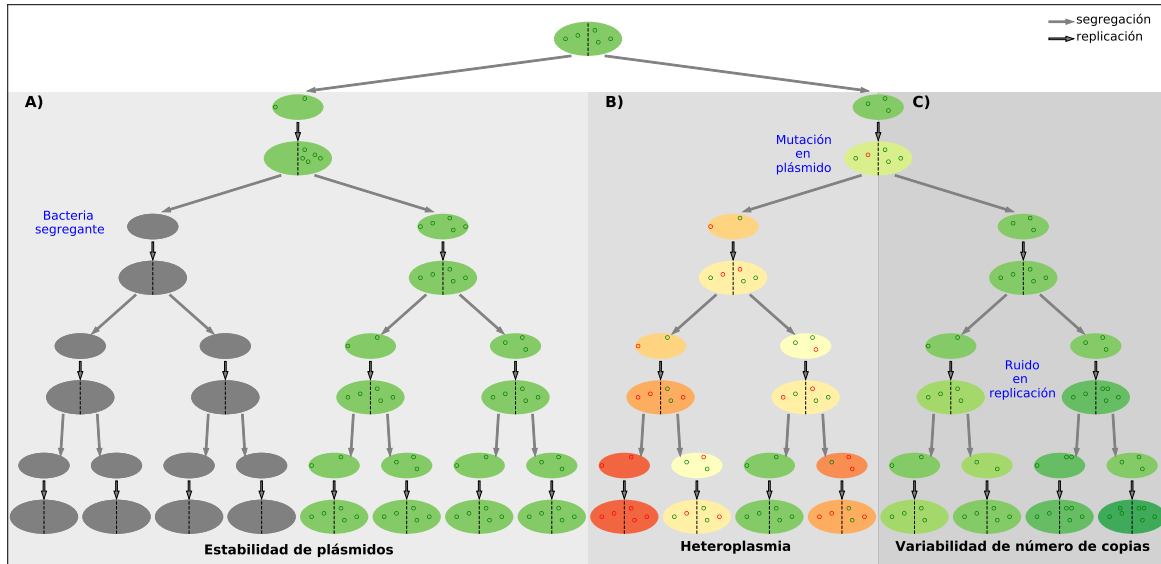 segregación
replicación
A)
B)
C)
Mutación
en
plásmido
Bacteria
segregante
Ruido
en
replicación
Estabilidad de plásmidos
Heteroplasmia
Variabilidad de número de copias